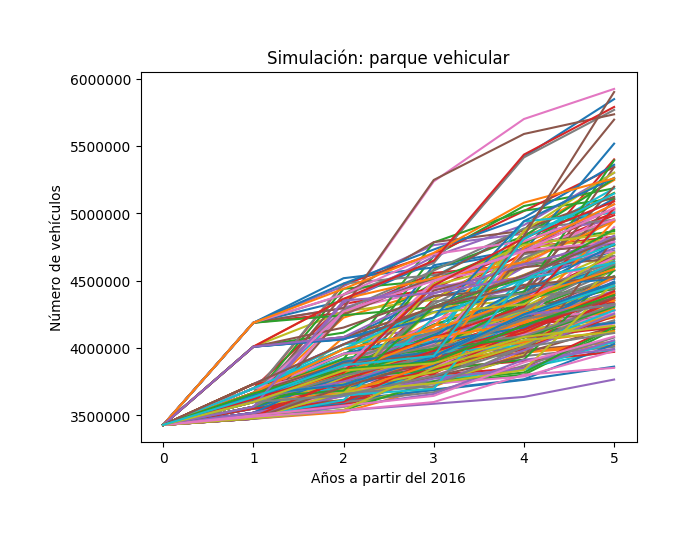 Simulación: parque vehicular
6000000
5500000
5000000
4500000
4000000
3500000
Número de vehículos
0 1 2 3 4 5
Años a partir del 2016